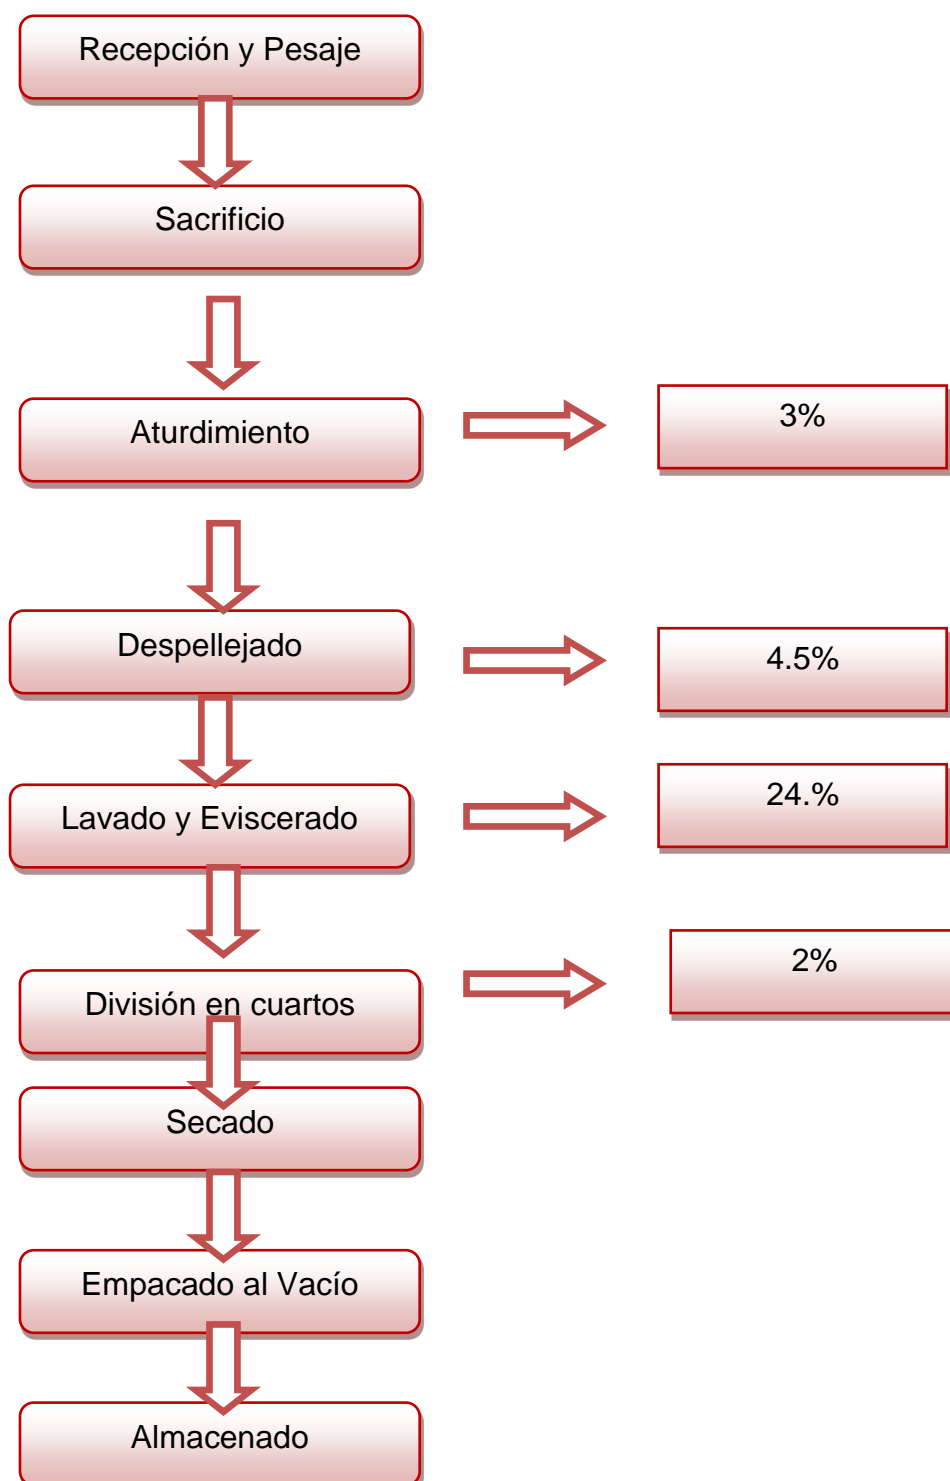 Recepción y Pesaje
Sacrificio
Aturdimiento
3%
Despellejado
4.5%
Lavado y Eviscerado
24.%
División en cuartos
2%
Secado
Empacado al Vacío
Almacenado